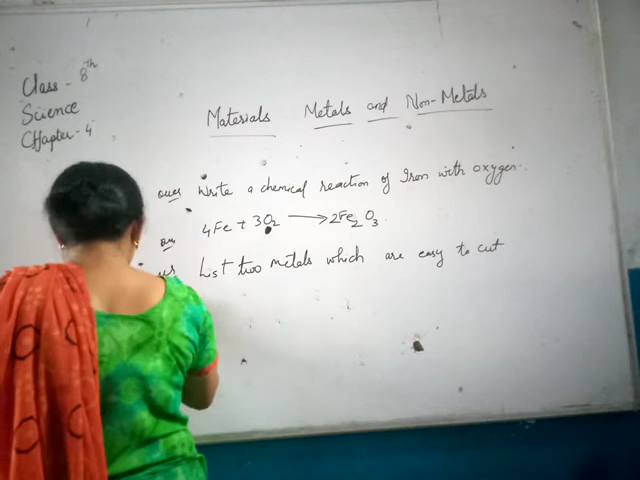 Class - 8th
Science
Chapter - 4
Materials Metals and Non-Metals
Ques Write a chemical reaction of Iron with oxygen.
Ans 4Fe + 3O2 → 2Fe2O3
List two metals which are easy to cut